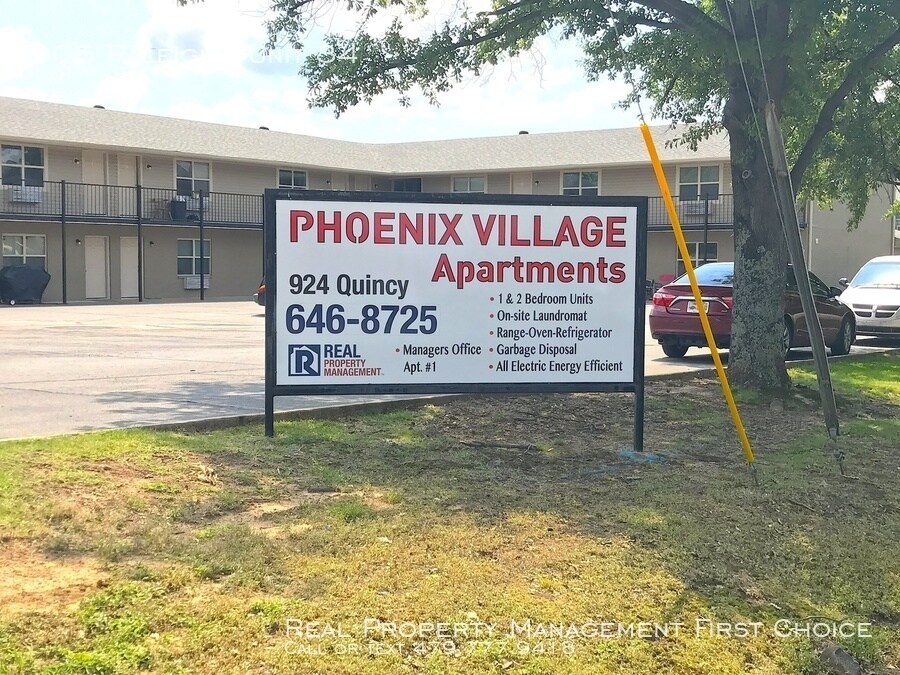 PHOENIX VILLAGE
Apartments
924 Quincy
646-8725
R REAL
PROPERTY
MANAGEMENT
• Managers Office
Apt. #1
• 1 & 2 Bedroom Units
• On-site Laundromat
• Range-Oven-Refrigerator
• Garbage Disposal
• All Electric Energy Efficient
Real Property Management First Choice
Call or text 479.777.9418